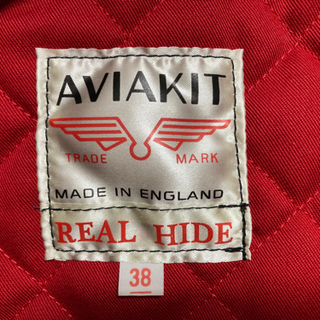 AVIAKIT
TRADE MARK
MADE IN ENGLAND
REAL HIDE
38